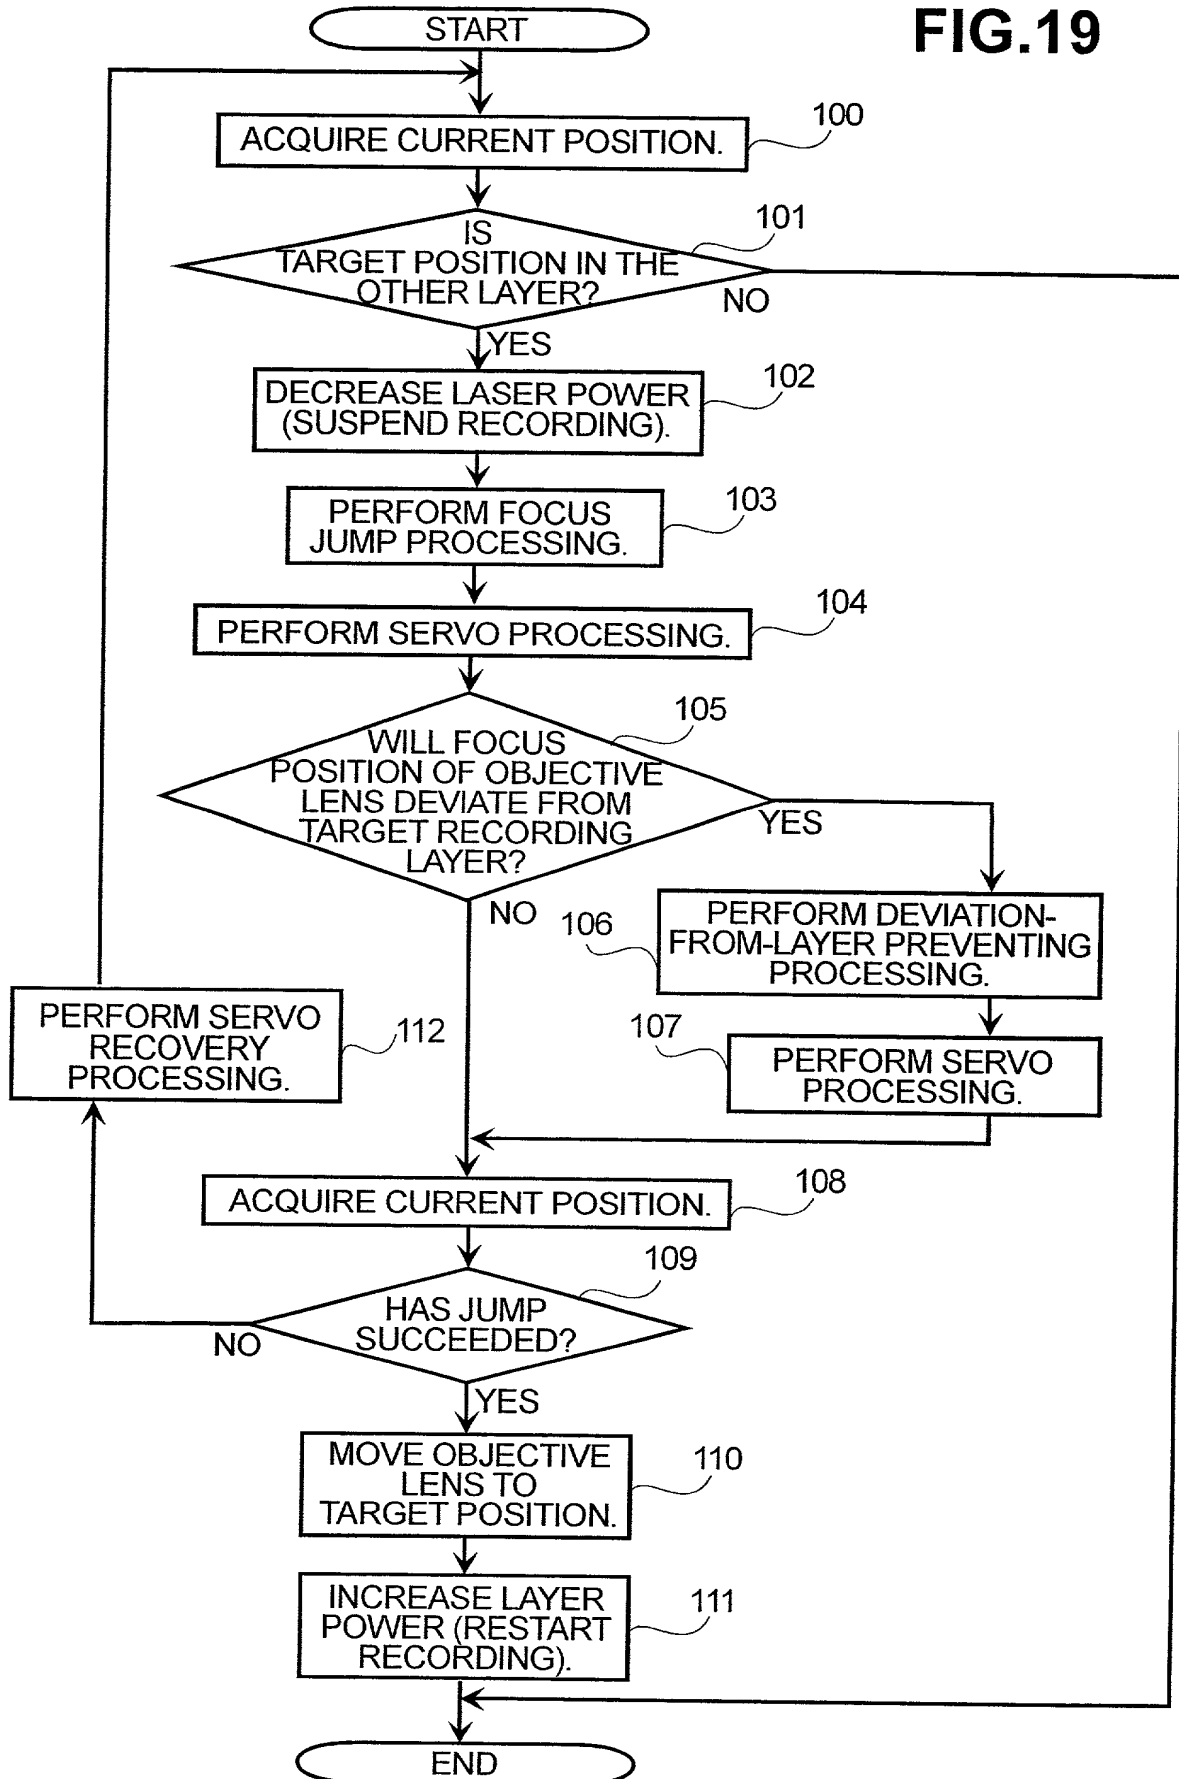 FIG.19
START
ACQUIRE CURRENT POSITION.
100
IS
TARGET POSITION IN THE
OTHER LAYER?
101
NO
YES
DECREASE LASER POWER
(SUSPEND RECORDING).
102
PERFORM FOCUS
JUMP PROCESSING.
103
PERFORM SERVO PROCESSING.
104
WILL FOCUS
POSITION OF OBJECTIVE
LENS DEVIATE FROM
TARGET RECORDING
LAYER?
105
YES
NO
PERFORM DEVIATION-
FROM-LAYER PREVENTING
PROCESSING.
106
PERFORM SERVO
PROCESSING.
107
PERFORM SERVO
RECOVERY
PROCESSING.
112
ACQUIRE CURRENT POSITION.
108
HAS JUMP
SUCCEEDED?
109
NO
YES
MOVE OBJECTIVE
LENS TO
TARGET POSITION.
110
INCREASE LAYER
POWER (RESTART
RECORDING).
111
END